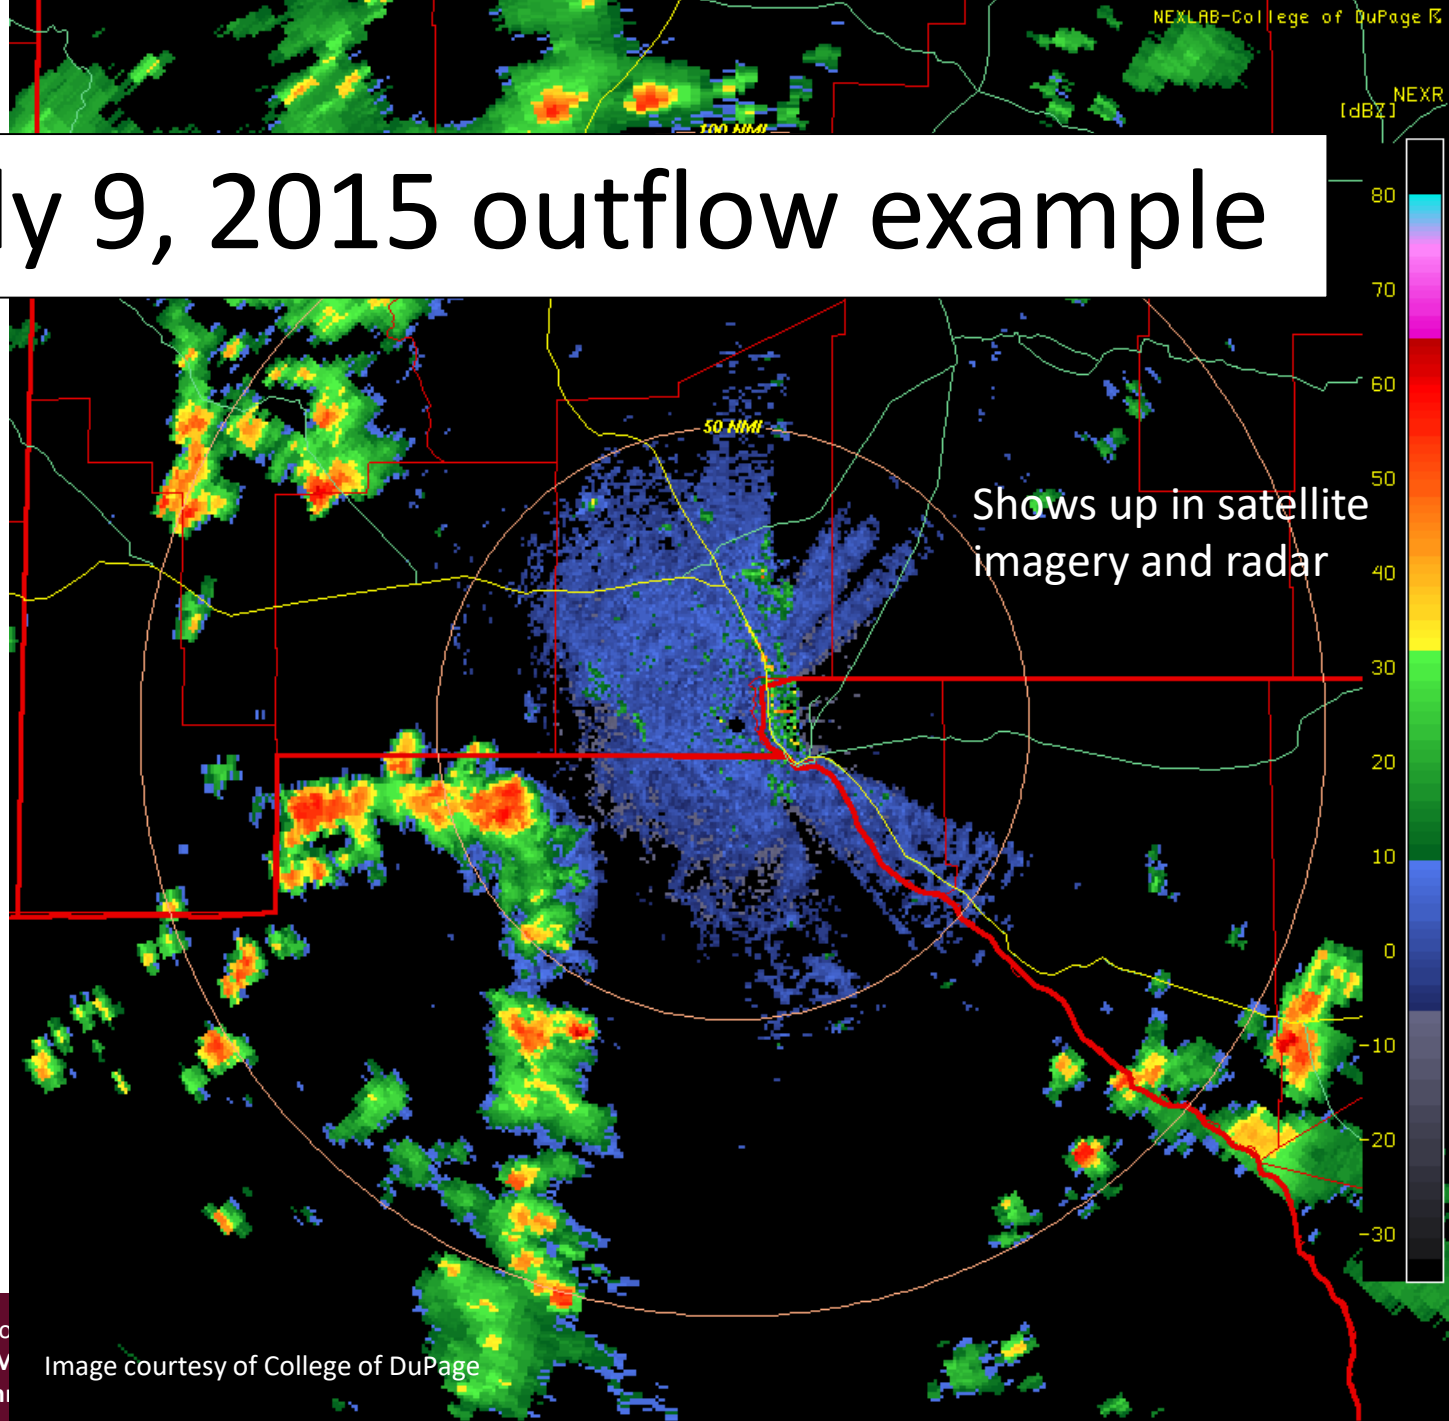 NEXLAB-College of DuPage
NEXR
[dBZ]
100 NMI
9, 2015 outflow example
80
70
60
50 NMI
50
Shows up in satellite
imagery and radar
40
30
20
10
0
-10
-20
-30
Image courtesy of College of DuPage